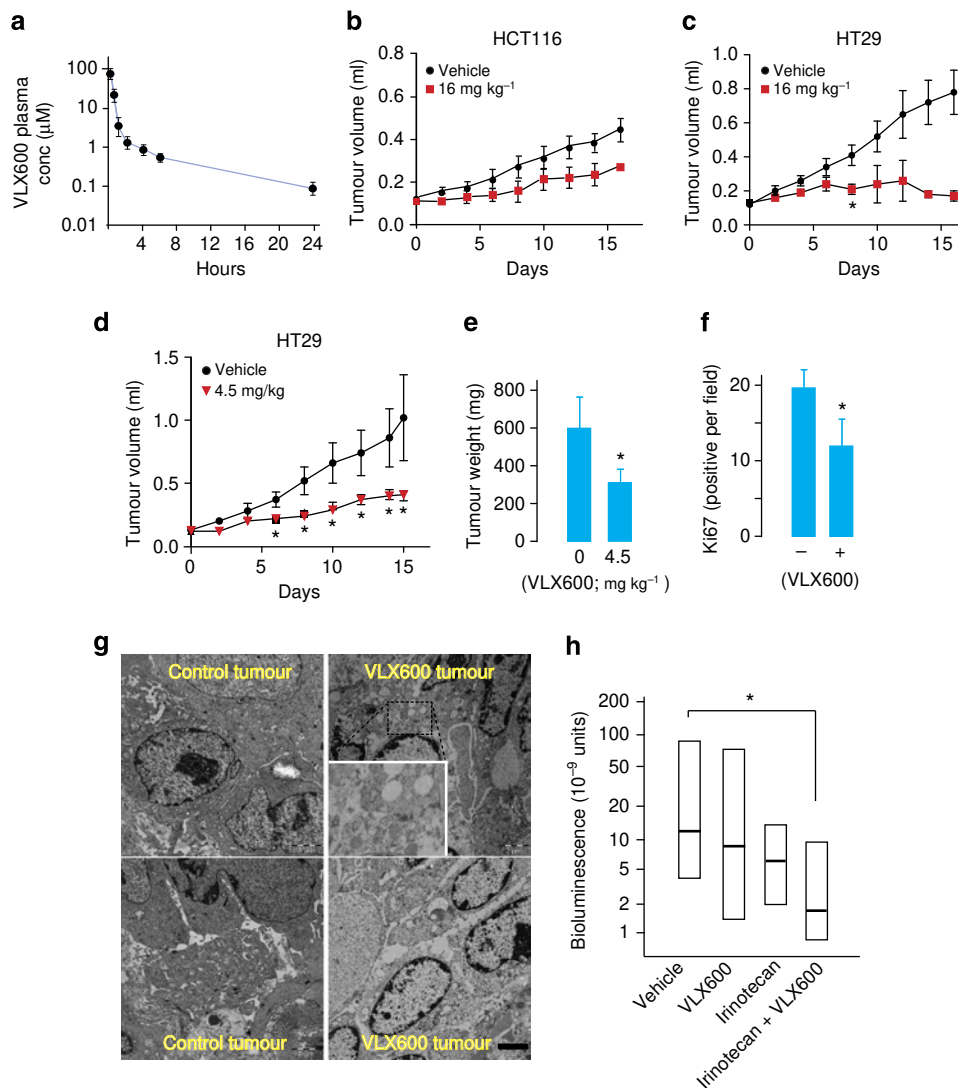 a
VLX600 plasma
conc (μM)
100
10
1
0.1
0.01
4
8
12
16
20
24
Hours
b
HCT116
Vehicle
16 mg kg⁻¹
Tumour volume (ml)
0.8
0.6
0.4
0.2
0.0
0
5
10
15
Days
c
HT29
Vehicle
16 mg kg⁻¹
Tumour volume (ml)
1.0
0.8
0.6
0.4
0.2
0.0
*
0
5
10
15
Days
d
HT29
Vehicle
4.5 mg/kg
Tumour volume (ml)
1.5
1.0
0.5
0.0
* * * * * *
0
5
10
15
Days
e
Tumour weight (mg)
800
600
400
200
*
0
4.5
(VLX600; mg kg⁻¹ )
f
Ki67 (positive per field)
20
10
0
*
–
+
(VLX600)
g
Control tumour
VLX600 tumour
Control tumour
VLX600 tumour
h
Bioluminescence (10⁻⁹ units)
200
100
50
20
10
5
2
1
*
Vehicle
VLX600
Irinotecan
Irinotecan + VLX600